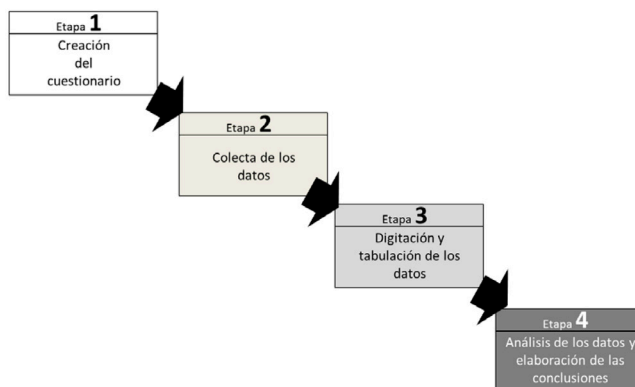 Etapa 1
Creación
del
cuestionario
Etapa 2
Colecta de los
datos
Etapa 3
Digitación y
tabulación de los
datos
Etapa 4
Análisis de los datos y
elaboración de las
conclusiones